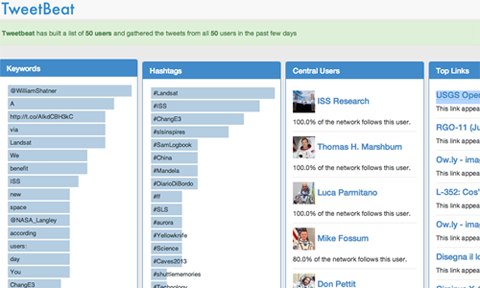 TweetBeat
Tweetbeat has built a list of 50 users and gathered the tweets from all 50 users in the past few days
Keywords
@WilliamShatner
A
http://t.co/AlkdCBH3kC
via
Landsat
We
benefit
ISS
new
space
@NASA_Langley
according
users:
day
You
ChangE3
Hashtags
#Landsat
#ISS
#ChangE3
#slsinspires
#SamLogbook
#China
#Mandela
#DiarioDiBordo
#ff
#SLS
#aurora
#Yellowknife
#Science
#Caves2013
#shuttlememories
#Technology
Central Users
ISS Research
100.0% of the network follows this user.
Thomas H. Marshburn
100.0% of the network follows this user.
Luca Parmitano
100.0% of the network follows this user.
Mike Fossum
80.0% of the network follows this user.
Don Pettit
Top Links
USGS Ope
This link appea
RGO-11 (Ju
This link appea
Ow.ly - imag
This link appea
L-352: Cos'
This link appea
Ow.ly - imag
This link appea
Disegna il lo
This link appea